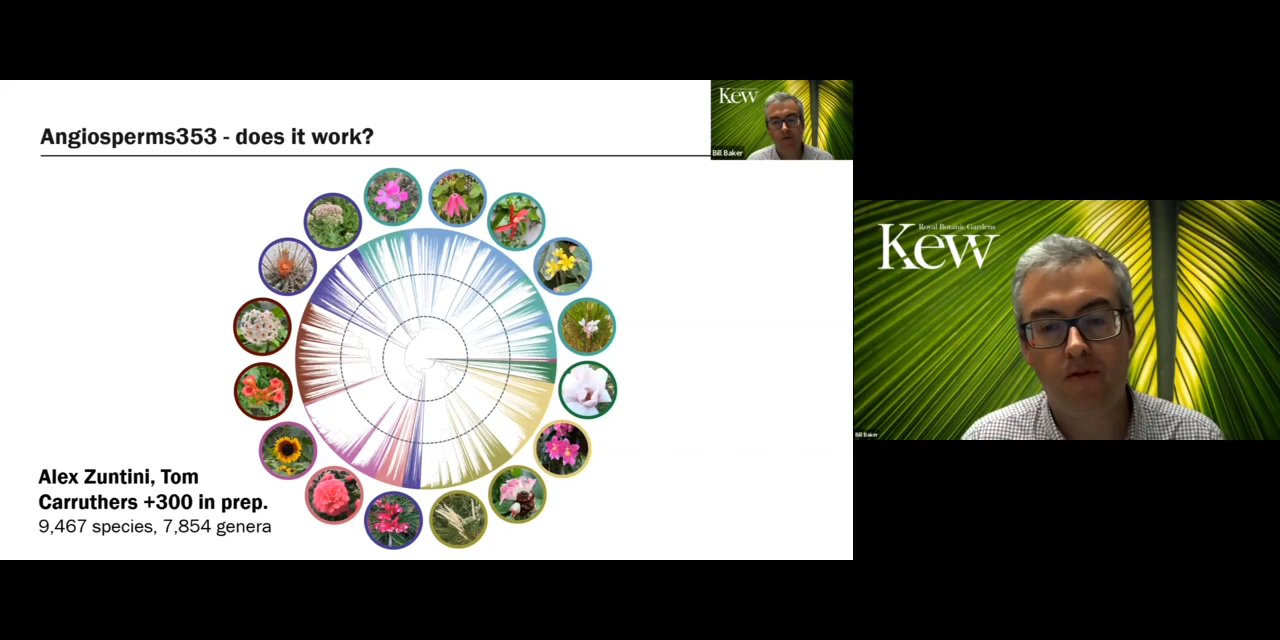 Angiosperms353 - does it work?
Kew
Bill Baker
Alex Zuntini, Tom
Carruthers +300 in prep.
9,467 species, 7,854 genera
Royal Botanic Gardens
Kew
Bill Baker